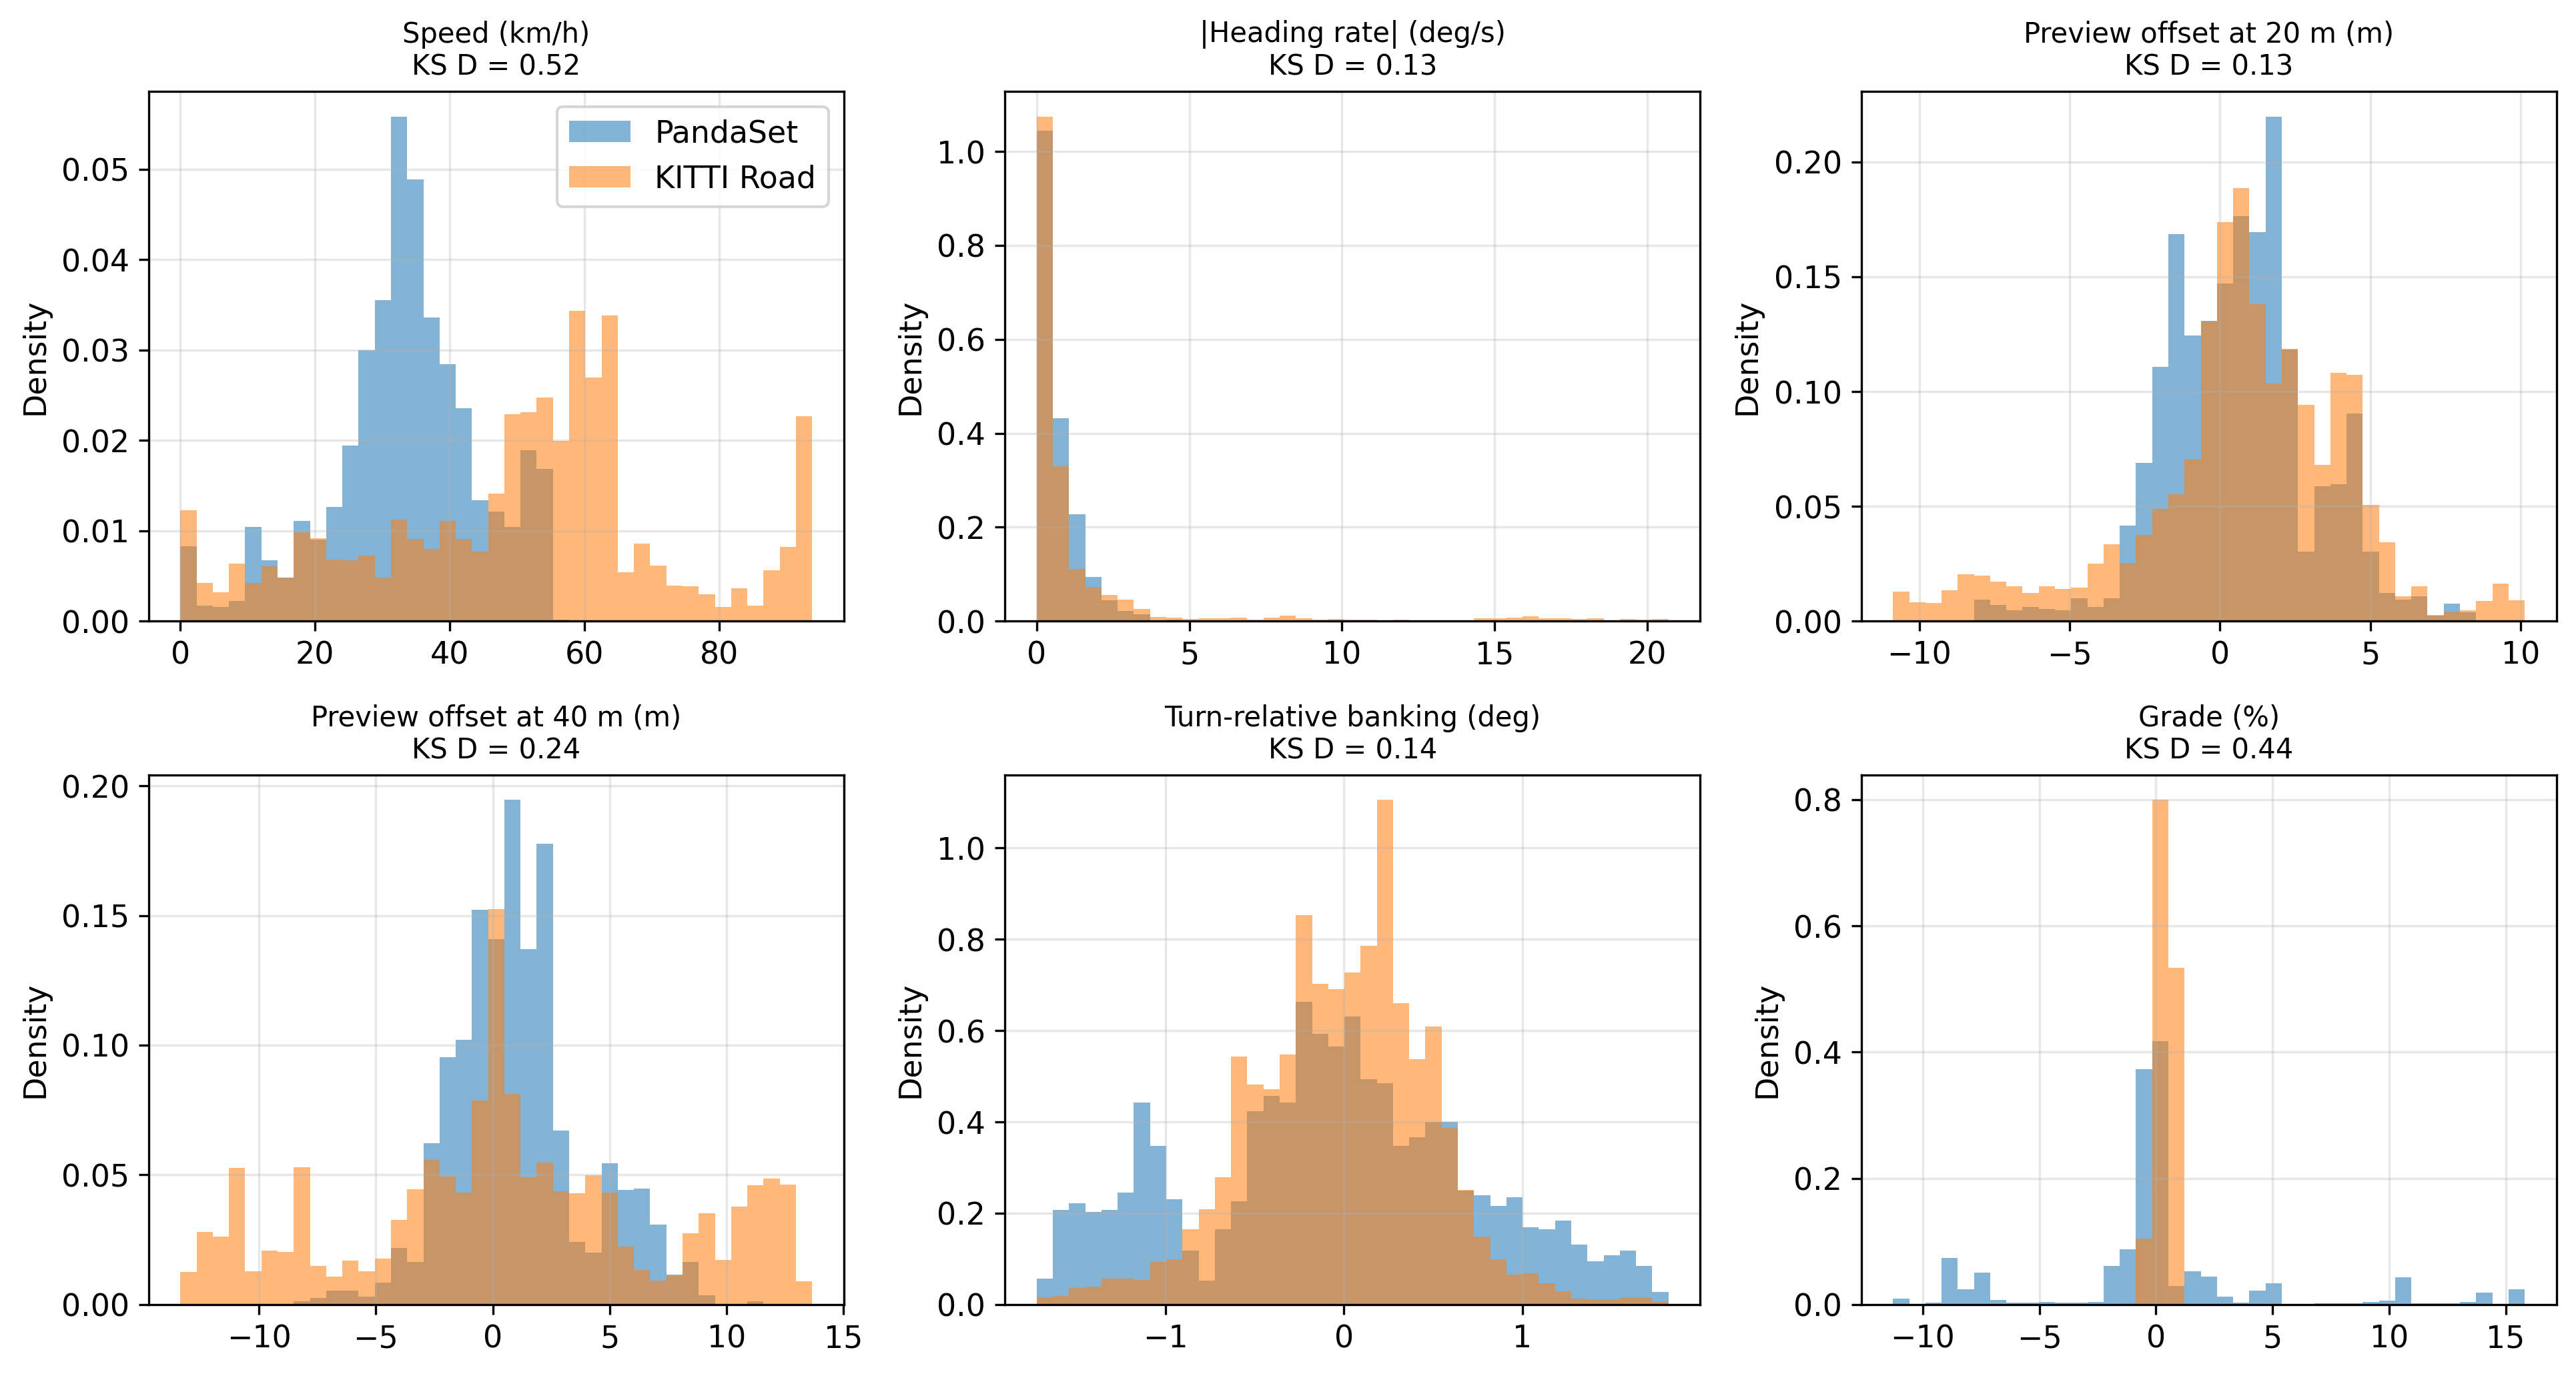 Speed (km/h)
KS D = 0.52
Density
0.05
0.04
0.03
0.02
0.01
0.00
0 20 40 60 80
PandaSet
KITTI Road
|Heading rate| (deg/s)
KS D = 0.13
Density
1.0
0.8
0.6
0.4
0.2
0.0
0 5 10 15 20
Preview offset at 20 m (m)
KS D = 0.13
Density
0.20
0.15
0.10
0.05
0.00
−10 −5 0 5 10
Preview offset at 40 m (m)
KS D = 0.24
Density
0.20
0.15
0.10
0.05
0.00
−10 −5 0 5 10 15
Turn-relative banking (deg)
KS D = 0.14
Density
1.0
0.8
0.6
0.4
0.2
0.0
−1 0 1
Grade (%)
KS D = 0.44
Density
0.8
0.6
0.4
0.2
0.0
−10 −5 0 5 10 15